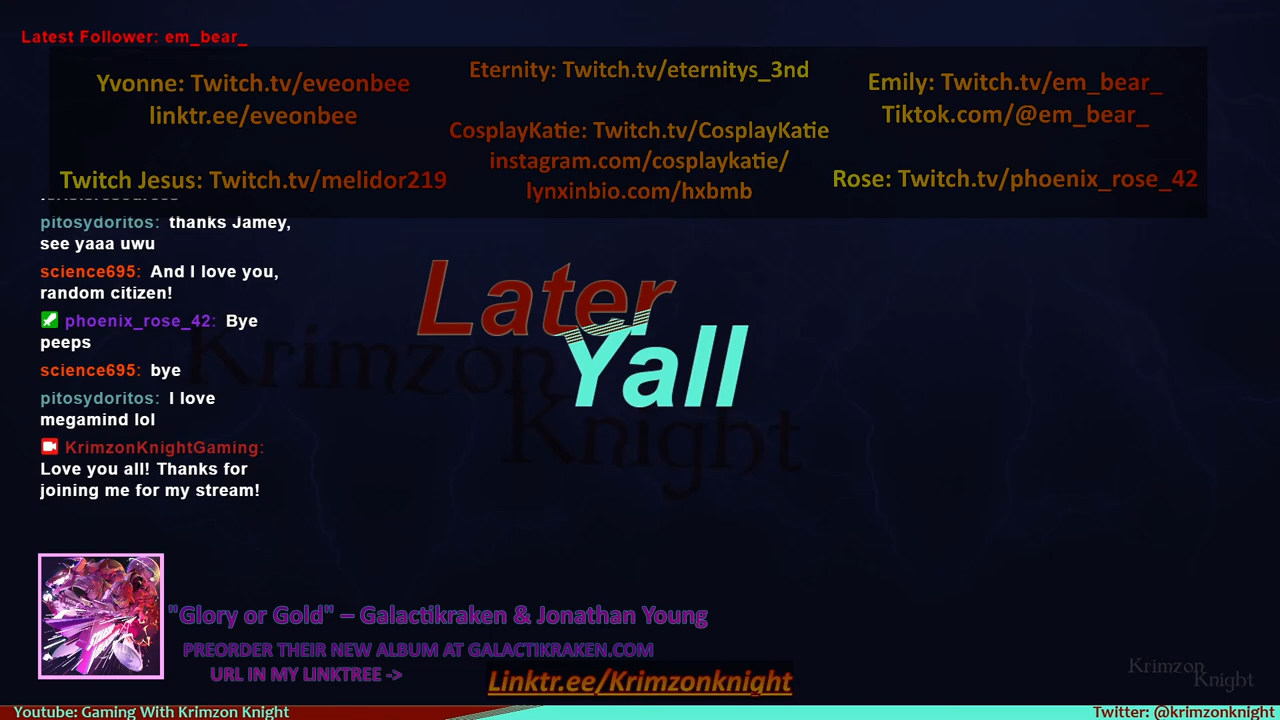 Latest Follower: em_bear_
Yvonne: Twitch.tv/eveonbee
linktr.ee/eveonbee
Twitch Jesus: Twitch.tv/melidor219
Eternity: Twitch.tv/eternitys_3nd
CosplayKatie: Twitch.tv/CosplayKatie
instagram.com/cosplaykatie/
lynxinbio.com/hxbmb
Emily: Twitch.tv/em_bear_
Tiktok.com/@em_bear_
Rose: Twitch.tv/phoenix_rose_42
pitosydoritos: thanks Jamey,
see yaaa uwu
science695: And I love you,
random citizen!
phoenix_rose_42: Bye
peeps
science695: bye
pitosydoritos: I love
megamind lol
KrimzonKnightGaming:
Love you all! Thanks for
joining me for my stream!
Later
Yall
Krimzon
Knight
"Glory or Gold" – Galactikraken & Jonathan Young
PREORDER THEIR NEW ALBUM AT GALACTIKRAKEN.COM
URL IN MY LINKTREE ->
Linktr.ee/Krimzonknight
Krimzon
Knight
Youtube: Gaming With Krimzon Knight
Twitter: @krimzonknight